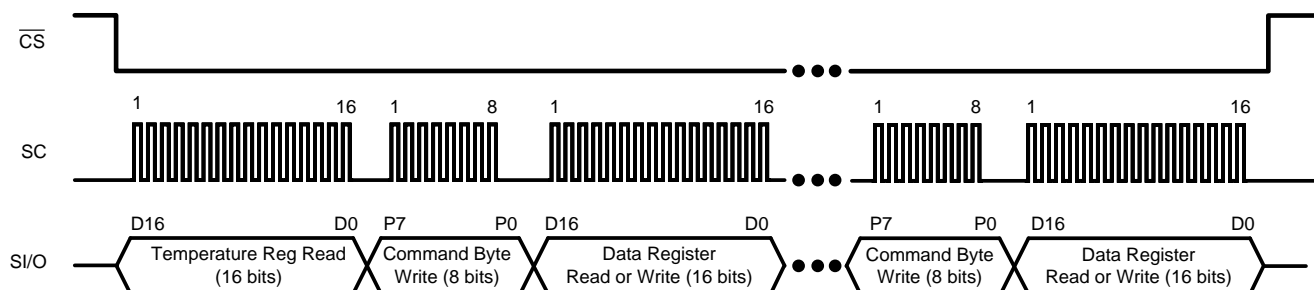 CS
1 16 1 8 1 16 1 8 1 16
SC
D16 D0 P7 P0 D16 D0 P7 P0 D16 D0
SI/O
Temperature Reg Read
(16 bits)
Command Byte
Write (8 bits)
Data Register
Read or Write (16 bits)
Command Byte
Write (8 bits)
Data Register
Read or Write (16 bits)